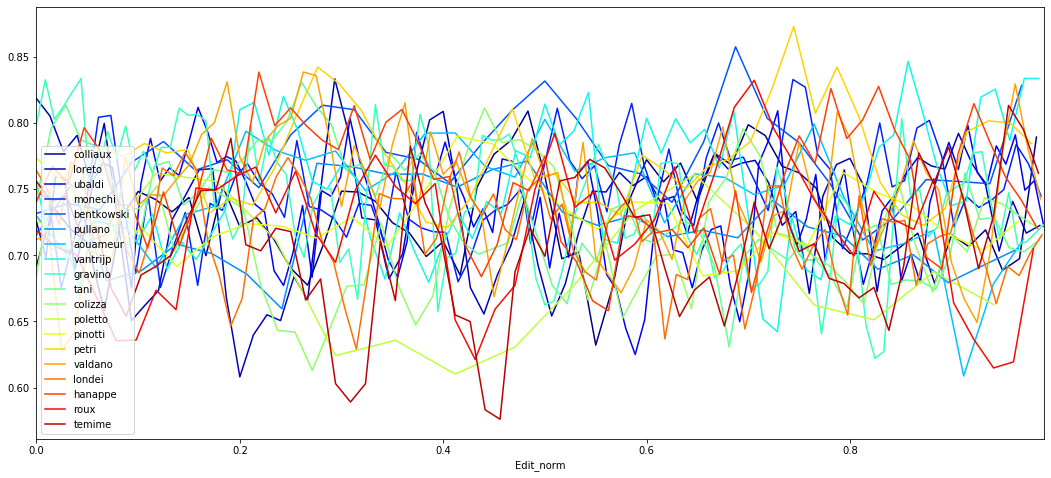 0.85
0.80
0.75
0.70
0.65
0.60
colliaux
loreto
ubaldi
monechi
bentkowski
pullano
aouameur
vantrijp
gravino
tani
colizza
poletto
pinotti
petri
valdano
londei
hanappe
roux
temime
0.0 0.2 0.4 0.6 0.8
Edit_norm